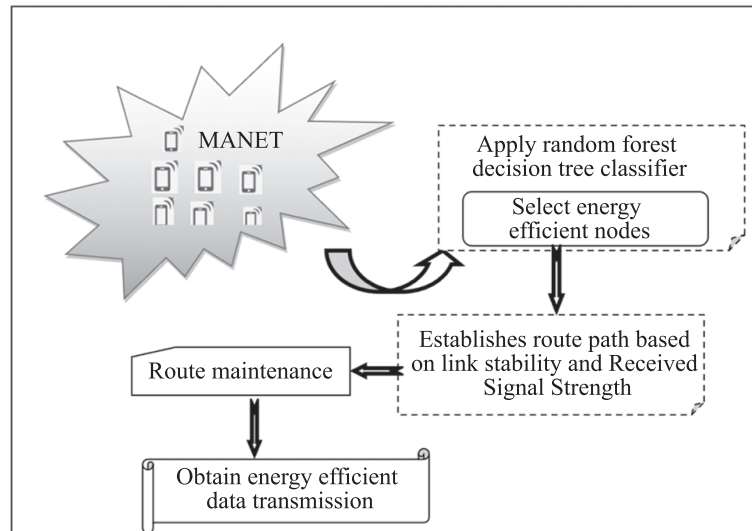 MANET
Apply random forest
decision tree classifier
Select energy
efficient nodes
Establishes route path based
on link stability and Received
Signal Strength
Route maintenance
Obtain energy efficient
data transmission